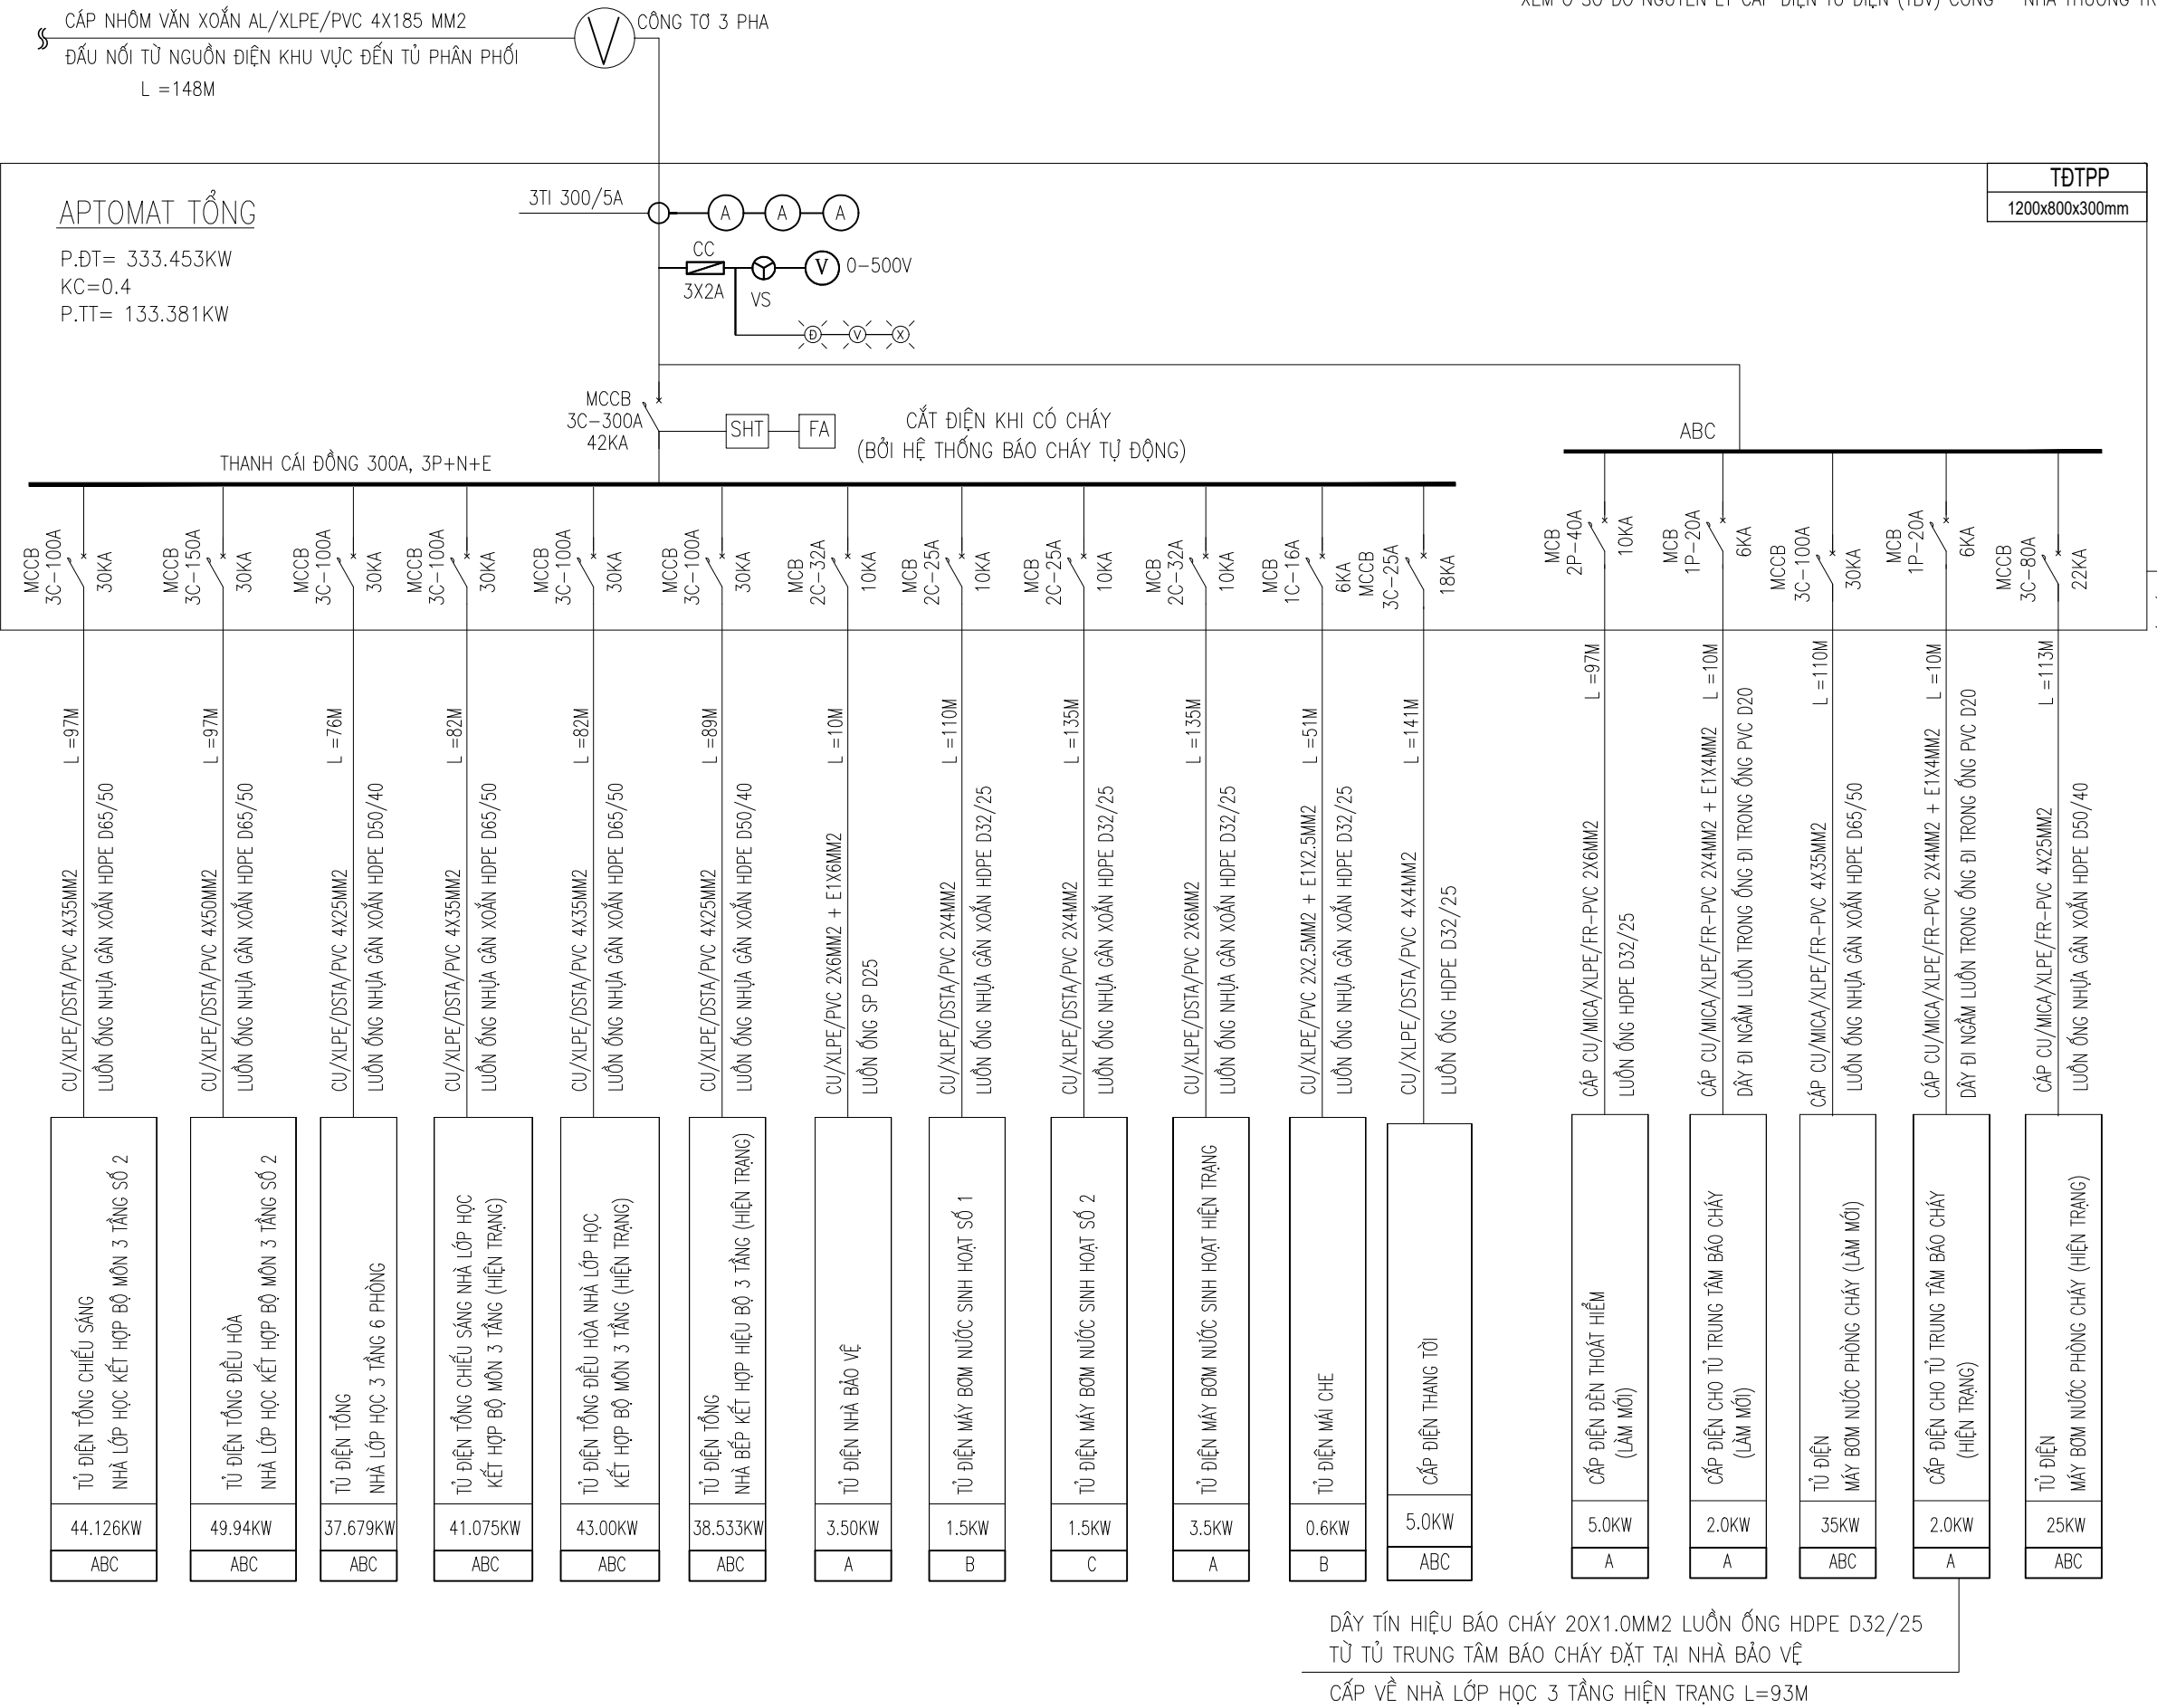 CÁP NHÔM VẶN XOẮN AL/XLPE/PVC 4X185 MM2
ĐẤU NỐI TỪ NGUỒN ĐIỆN KHU VỰC ĐẾN TỦ PHÂN PHỐI
L =148M
V
CÔNG TƠ 3 PHA
TĐTPP
1200x800x300mm
APTOMAT TỔNG
P.ĐT= 333.453KW
KC=0.4
P.TT= 133.381KW
3TI 300/5A
A
A
A
CC
3X2A
VS
V
0-500V
Đ
V
X
MCCB
3C-300A
42KA
SHT
FA
CẮT ĐIỆN KHI CÓ CHÁY
(BỞI HỆ THỐNG BÁO CHÁY TỰ ĐỘNG)
THANH CÁI ĐỒNG 300A, 3P+N+E
ABC
MCCB
3C-100A
30KA
L =97M
CU/XLPE/DSTA/PVC 4X35MM2
LUỒN ỐNG NHỰA GÂN XOẮN HDPE D65/50
TỦ ĐIỆN TỔNG CHIẾU SÁNG
NHÀ LỚP HỌC KẾT HỢP BỘ MÔN 3 TẦNG SỐ 2
44.126KW
ABC
MCCB
3C-150A
30KA
L =97M
CU/XLPE/DSTA/PVC 4X50MM2
LUỒN ỐNG NHỰA GÂN XOẮN HDPE D65/50
TỦ ĐIỆN TỔNG ĐIỀU HÒA
NHÀ LỚP HỌC KẾT HỢP BỘ MÔN 3 TẦNG SỐ 2
49.94KW
ABC
MCCB
3C-100A
30KA
L =76M
CU/XLPE/DSTA/PVC 4X25MM2
LUỒN ỐNG NHỰA GÂN XOẮN HDPE D50/40
TỦ ĐIỆN TỔNG
NHÀ LỚP HỌC 3 TẦNG 6 PHÒNG
37.679KW
ABC
MCCB
3C-100A
30KA
L =82M
CU/XLPE/DSTA/PVC 4X35MM2
LUỒN ỐNG NHỰA GÂN XOẮN HDPE D65/50
TỦ ĐIỆN TỔNG CHIẾU SÁNG NHÀ LỚP HỌC
KẾT HỢP BỘ MÔN 3 TẦNG (HIỆN TRẠNG)
41.075KW
ABC
MCCB
3C-100A
30KA
L =82M
CU/XLPE/DSTA/PVC 4X35MM2
LUỒN ỐNG NHỰA GÂN XOẮN HDPE D65/50
TỦ ĐIỆN TỔNG ĐIỀU HÒA NHÀ LỚP HỌC
KẾT HỢP BỘ MÔN 3 TẦNG (HIỆN TRẠNG)
43.00KW
ABC
MCCB
3C-100A
30KA
L =89M
CU/XLPE/DSTA/PVC 4X25MM2
LUỒN ỐNG NHỰA GÂN XOẮN HDPE D50/40
TỦ ĐIỆN TỔNG
NHÀ BẾP KẾT HỢP HIỆU BỘ 3 TẦNG (HIỆN TRẠNG)
38.533KW
ABC
MCB
2C-32A
10KA
L =10M
CU/XLPE/PVC 2X6MM2 + E1X6MM2
LUỒN ỐNG SP D25
TỦ ĐIỆN NHÀ BẢO VỆ
3.50KW
A
MCB
2C-25A
10KA
L =110M
CU/XLPE/DSTA/PVC 2X4MM2
LUỒN ỐNG NHỰA GÂN XOẮN HDPE D32/25
TỦ ĐIỆN MÁY BƠM NƯỚC SINH HOẠT SỐ 1
1.5KW
B
MCB
2C-25A
10KA
L =135M
CU/XLPE/DSTA/PVC 2X4MM2
LUỒN ỐNG NHỰA GÂN XOẮN HDPE D32/25
TỦ ĐIỆN MÁY BƠM NƯỚC SINH HOẠT SỐ 2
1.5KW
C
MCB
2C-32A
10KA
L =135M
CU/XLPE/DSTA/PVC 2X6MM2
LUỒN ỐNG NHỰA GÂN XOẮN HDPE D32/25
TỦ ĐIỆN MÁY BƠM NƯỚC SINH HOẠT HIỆN TRẠNG
3.5KW
A
MCB
1C-16A
6KA
L =51M
CU/XLPE/PVC 2X2.5MM2 + E1X2.5MM2
LUỒN ỐNG NHỰA GÂN XOẮN HDPE D32/25
TỦ ĐIỆN MÁI CHE
0.6KW
B
MCCB
3C-25A
18KA
L =141M
CU/XLPE/DSTA/PVC 4X4MM2
LUỒN ỐNG HDPE D32/25
CẤP ĐIỆN THANG TỜI
5.0KW
ABC
MCB
2P-40A
10KA
L =97M
CÁP CU/MICA/XLPE/FR-PVC 2X6MM2
LUỒN ỐNG HDPE D32/25
CẤP ĐIỆN ĐÈN THOÁT HIỂM
(LÀM MỚI)
5.0KW
A
MCB
1P-20A
6KA
L =10M
CÁP CU/MICA/XLPE/FR-PVC 2X4MM2 + E1X4MM2
DÂY ĐI NGẦM LUỒN TRONG ỐNG ĐI TRONG ỐNG PVC D20
CẤP ĐIỆN CHO TỦ TRUNG TÂM BÁO CHÁY
(LÀM MỚI)
2.0KW
A
MCCB
3C-100A
30KA
L =110M
CÁP CU/MICA/XLPE/FR-PVC 4X35MM2
LUỒN ỐNG NHỰA GÂN XOẮN HDPE D65/50
TỦ ĐIỆN
MÁY BƠM NƯỚC PHÒNG CHÁY (LÀM MỚI)
35KW
ABC
MCB
1P-20A
6KA
L =10M
CÁP CU/MICA/XLPE/FR-PVC 2X4MM2 + E1X4MM2
DÂY ĐI NGẦM LUỒN TRONG ỐNG ĐI TRONG ỐNG PVC D20
CẤP ĐIỆN CHO TỦ TRUNG TÂM BÁO CHÁY
(HIỆN TRẠNG)
2.0KW
A
MCCB
3C-80A
22KA
L =113M
CÁP CU/MICA/XLPE/FR-PVC 4X25MM2
LUỒN ỐNG NHỰA GÂN XOẮN HDPE D50/40
TỦ ĐIỆN
MÁY BƠM NƯỚC PHÒNG CHÁY (HIỆN TRẠNG)
25KW
ABC
DÂY TÍN HIỆU BÁO CHÁY 20X1.0MM2 LUỒN ỐNG HDPE D32/25
TỪ TỦ TRUNG TÂM BÁO CHÁY ĐẶT TẠI NHÀ BẢO VỆ
CẤP VỀ NHÀ LỚP HỌC 3 TẦNG HIỆN TRẠNG L=93M